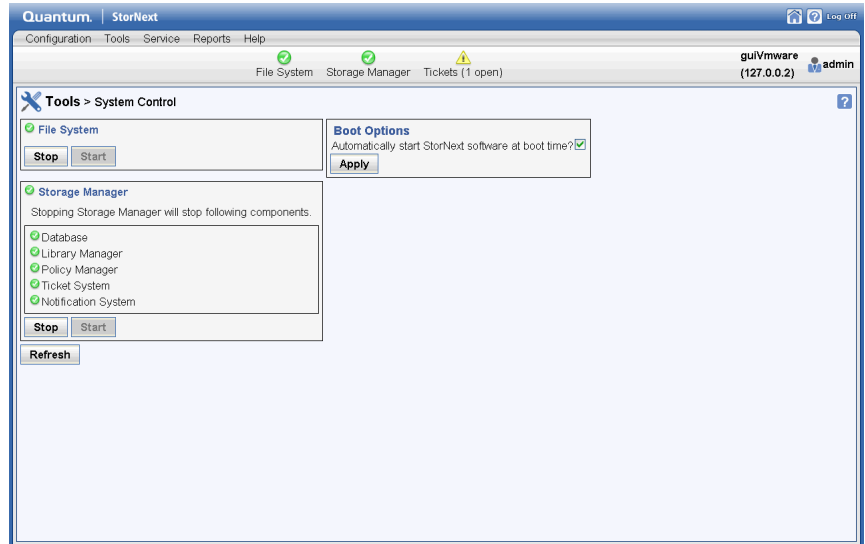 Quantum. | StorNext
Log Off
Configuration Tools Service Reports Help
File System Storage Manager Tickets (1 open)
guiVmware
(127.0.0.2)
admin
Tools > System Control
?
File System
Stop Start
Boot Options
Automatically start StorNext software at boot time?
Apply
Storage Manager
Stopping Storage Manager will stop following components.
Database
Library Manager
Policy Manager
Ticket System
Notification System
Stop Start
Refresh